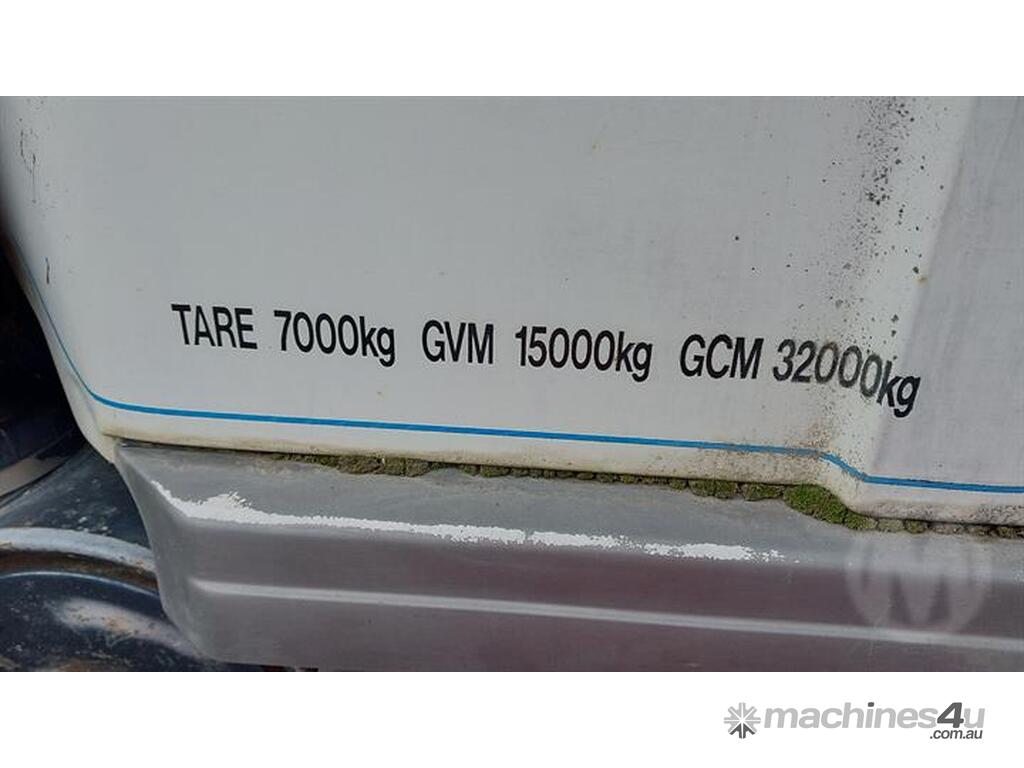 TARE 7000kg GVM 15000kg GCM 32000kg
M
machines4u
.com.au